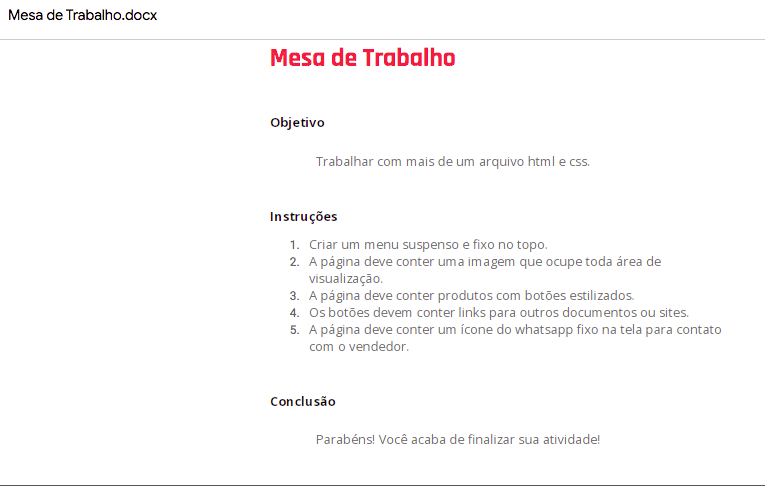 Mesa de Trabalho.docx
Mesa de Trabalho
Objetivo
Trabalhar com mais de um arquivo html e css.
Instruções
1. Criar um menu suspenso e fixo no topo.
2. A página deve conter uma imagem que ocupe toda área de
visualização.
3. A página deve conter produtos com botões estilizados.
4. Os botões devem conter links para outros documentos ou sites.
5. A página deve conter um ícone do whatsapp fixo na tela para contato
com o vendedor.
Conclusão
Parabéns! Você acaba de finalizar sua atividade!